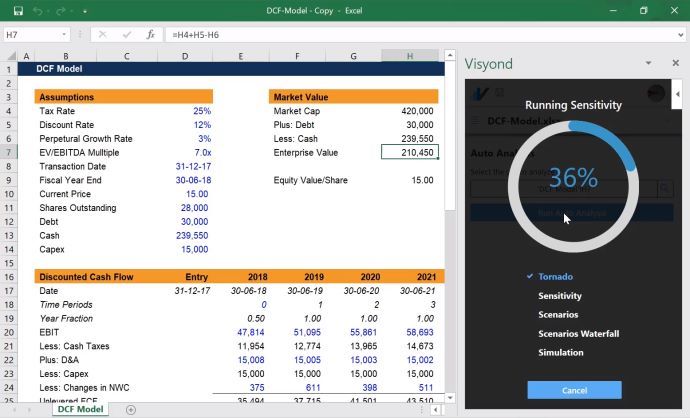 DCF-Model - Copy - Excel
H7 =H4+H5-H6
A B C D E F G H
1 DCF Model
2
3 Assumptions Market Value
4 Tax Rate 25% Market Cap 420,000
5 Discount Rate 12% Plus: Debt 30,000
6 Perpetural Growth Rate 3% Less: Cash 239,550
7 EV/EBITDA Mulltiple 7.0x Enterprise Value 210,450
8 Transaction Date 31-12-17
9 Fiscal Year End 30-06-18 Equity Value/Share 15.00
10 Current Price 15.00
11 Shares Outstanding 28,000
12 Debt 30,000
13 Cash 239,550
14 Capex 15,000
15
16 Discounted Cash Flow Entry 2018 2019 2020 2021
17 Date 31-12-17 30-06-18 30-06-19 30-06-20 30-06-21
18 Time Periods 0 1 2 3
19 Year Fraction 0.50 1.00 1.00 1.00
20 EBIT 47,814 51,095 55,861 58,693
21 Less: Cash Taxes 11,954 12,774 13,965 14,673
22 Plus: D&A 15,008 15,005 15,003 15,002
23 Less: Capex 15,000 15,000 15,000 15,000
24 Less: Changes in NWC 375 611 398 511
25 Unlevered FCF 35,494 37,715 41,501 43,510
DCF Model
Visyond
Running Sensitivity
DCF-Model.xls
Auto Analysis
36%
Run Auto Analysis
Tornado
Sensitivity
Scenarios
Scenarios Waterfall
Simulation
Cancel